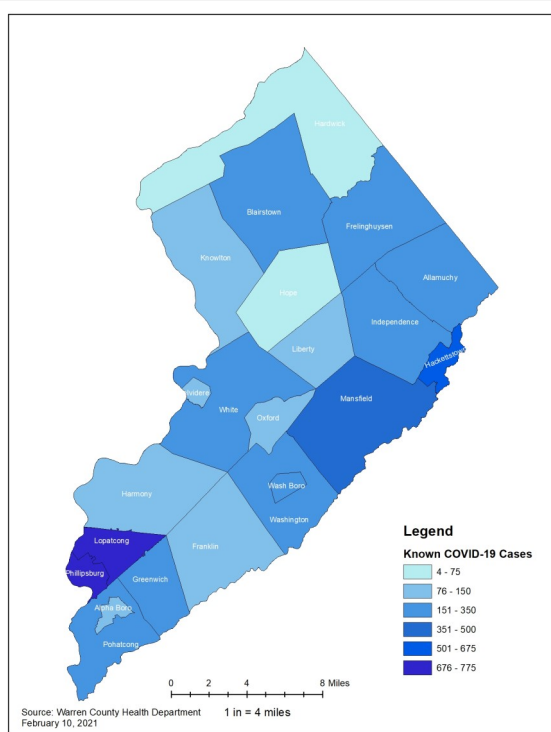 Hardwick
Blairstown
Frelinghuysen
Knowlton
Allamuchy
Hope
Independence
Liberty
Hackettstown
Mansfield
Belvidere
White
Oxford
Wash Boro
Harmony
Washington
Lopatcong
Franklin
Phillipsburg
Greenwich
Alpha Boro
Pohatcong
Legend
Known COVID-19 Cases
4 - 75
76 - 150
151 - 350
351 - 500
501 - 675
676 - 775
0 2 4 8 Miles
Source: Warren County Health Department
February 10, 2021
1 in = 4 miles